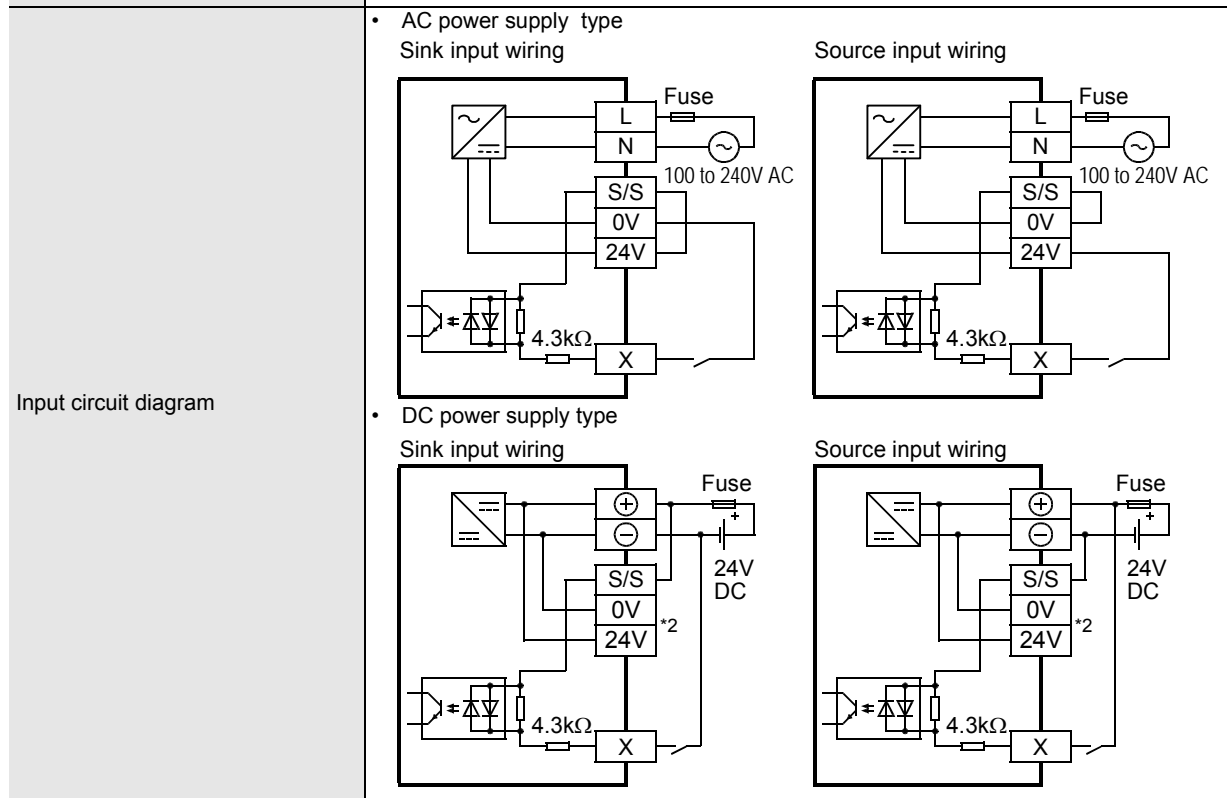 Input circuit diagram
• AC power supply type
Sink input wiring
Fuse
L
N
100 to 240V AC
S/S
0V
24V
4.3kΩ
X
Source input wiring
Fuse
L
N
100 to 240V AC
S/S
0V
24V
4.3kΩ
X
• DC power supply type
Sink input wiring
Fuse
+
24V
DC
S/S
0V
24V
*2
4.3kΩ
X
Source input wiring
Fuse
+
24V
DC
S/S
0V
24V
*2
4.3kΩ
X